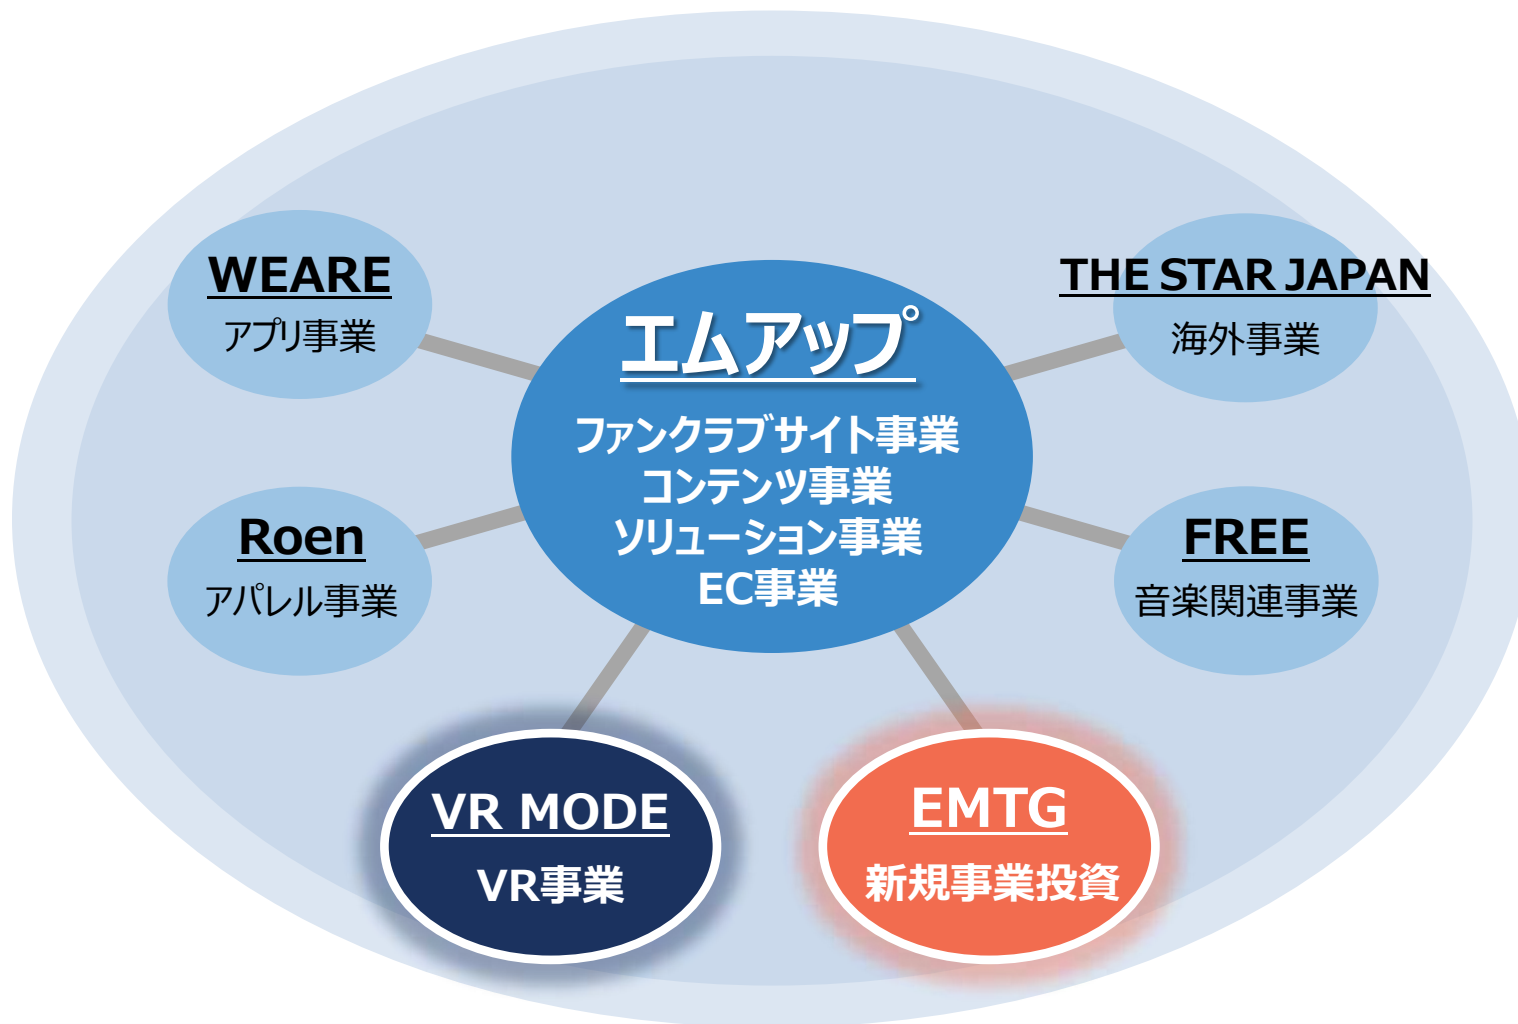 WEARE
アプリ事業
THE STAR JAPAN
海外事業
エムアップ
ファンクラブサイト事業
コンテンツ事業
ソリューション事業
EC事業
Roen
アパレル事業
FREE
音楽関連事業
VR MODE
VR事業
EMTG
新規事業投資